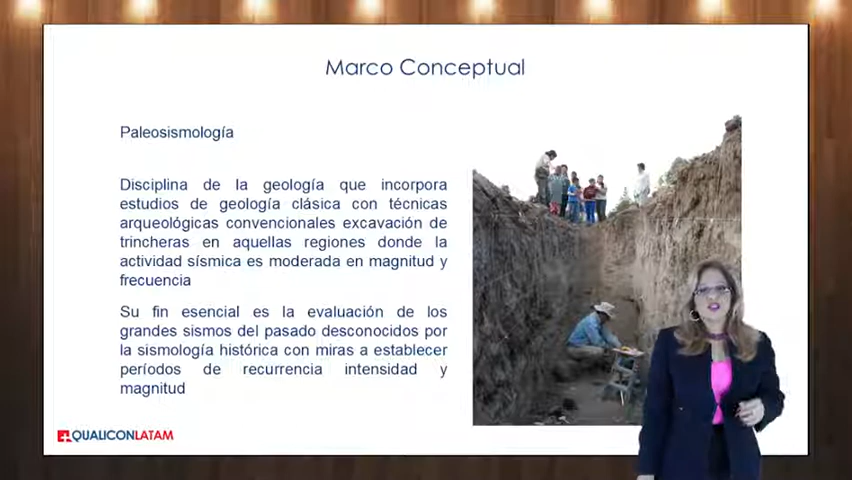 Marco Conceptual
Paleosismología
Disciplina de la geología que incorpora
estudios de geología clásica con técnicas
arqueológicas convencionales excavación de
trincheras en aquellas regiones donde la
actividad sísmica es moderada en magnitud y
frecuencia
Su fin esencial es la evaluación de los
grandes sismos del pasado desconocidos por
la sismología histórica con miras a establecer
períodos de recurrencia intensidad y
magnitud
QUALICONLATAM